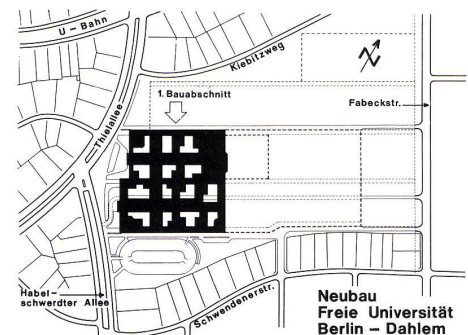 U – Bahn
Kiebitzweg
1. Bauabschnitt
Fabeckstr.
Thielallee
Habel–
schwerdter Allee
Schwendenerstr.
Neubau
Freie Universität
Berlin – Dahlem